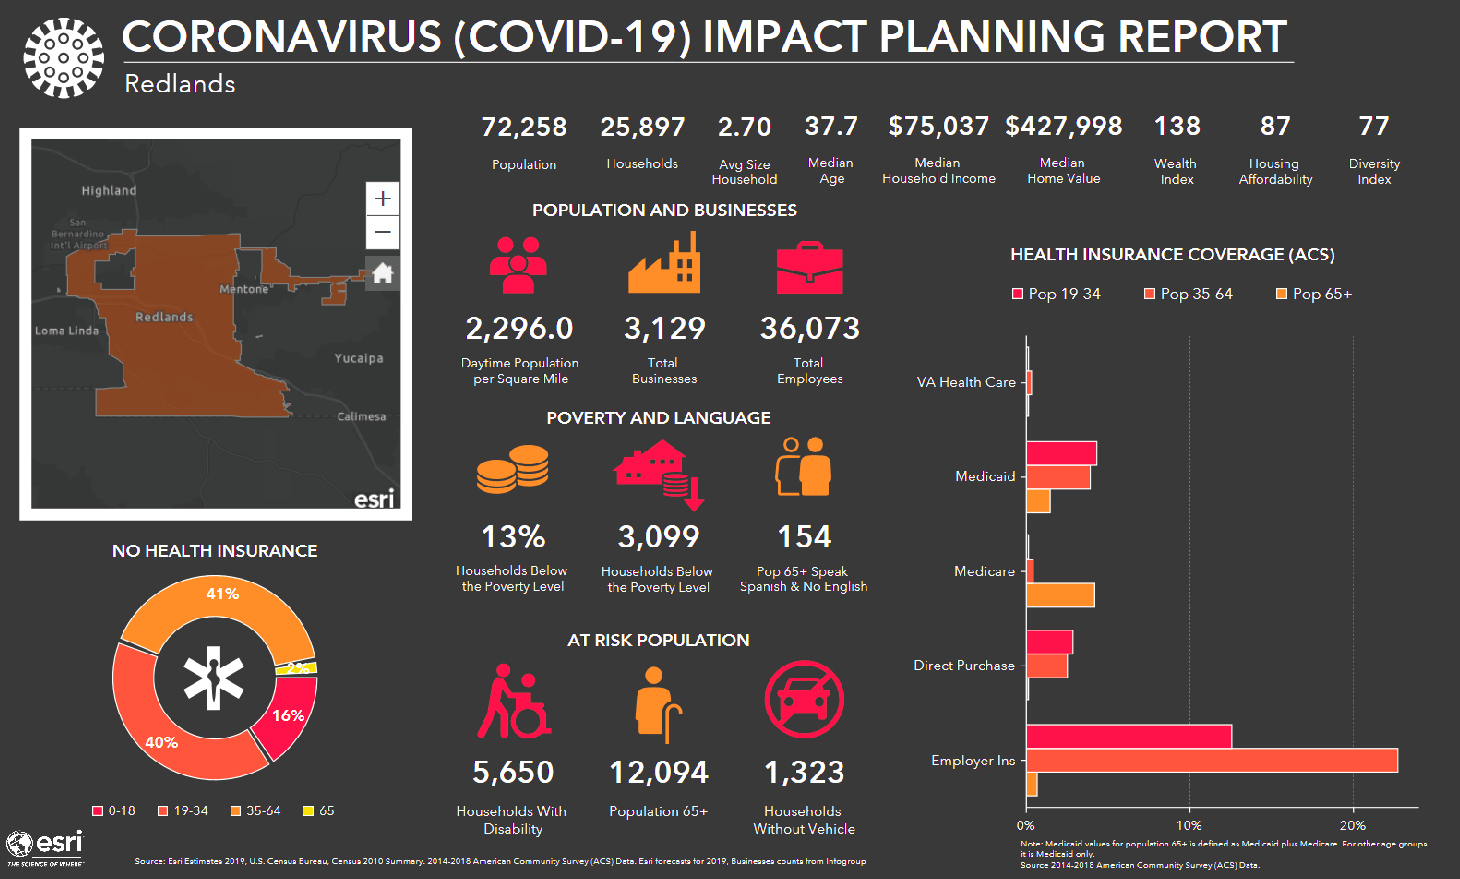 CORONAVIRUS (COVID-19) IMPACT PLANNING REPORT
Redlands
72,258
Population
25,897
Households
2.70
Avg Size
Household
37.7
Median
Age
$75,037
Median
Household Income
$427,998
Median
Home Value
138
Wealth
Index
87
Housing
Affordability
77
Diversity
Index
Highland
San
Bernardino
Int'l Airport
Mentone
Redlands
Loma Linda
Yucaipa
Calimesa
+
−
esri
POPULATION AND BUSINESSES
2,296.0
Daytime Population
per Square Mile
3,129
Total
Businesses
36,073
Total
Employees
POVERTY AND LANGUAGE
13%
Households Below
the Poverty Level
3,099
Households Below
the Poverty Level
154
Pop 65+ Speak
Spanish & No English
AT RISK POPULATION
5,650
Households With
Disability
12,094
Population 65+
1,323
Households
Without Vehicle
NO HEALTH INSURANCE
41%
2%
16%
40%
0-18
19-34
35-64
65
HEALTH INSURANCE COVERAGE (ACS)
Pop 19-34
Pop 35-64
Pop 65+
VA Health Care
Medicaid
Medicare
Direct Purchase
Employer Ins
0%
10%
20%
Note: Medicaid values for population 65+ is defined as Medicaid plus Medicare. For other age groups
it is Medicaid only.
Source 2014-2018 American Community Survey (ACS) Data.
esri
THE SCIENCE OF WHERE
Source: Esri Estimates 2019, U.S. Census Bureau, Census 2010 Summary. 2014-2018 American Community Survey (ACS) Data. Esri forecasts for 2019, Businesses counts from Infogroup